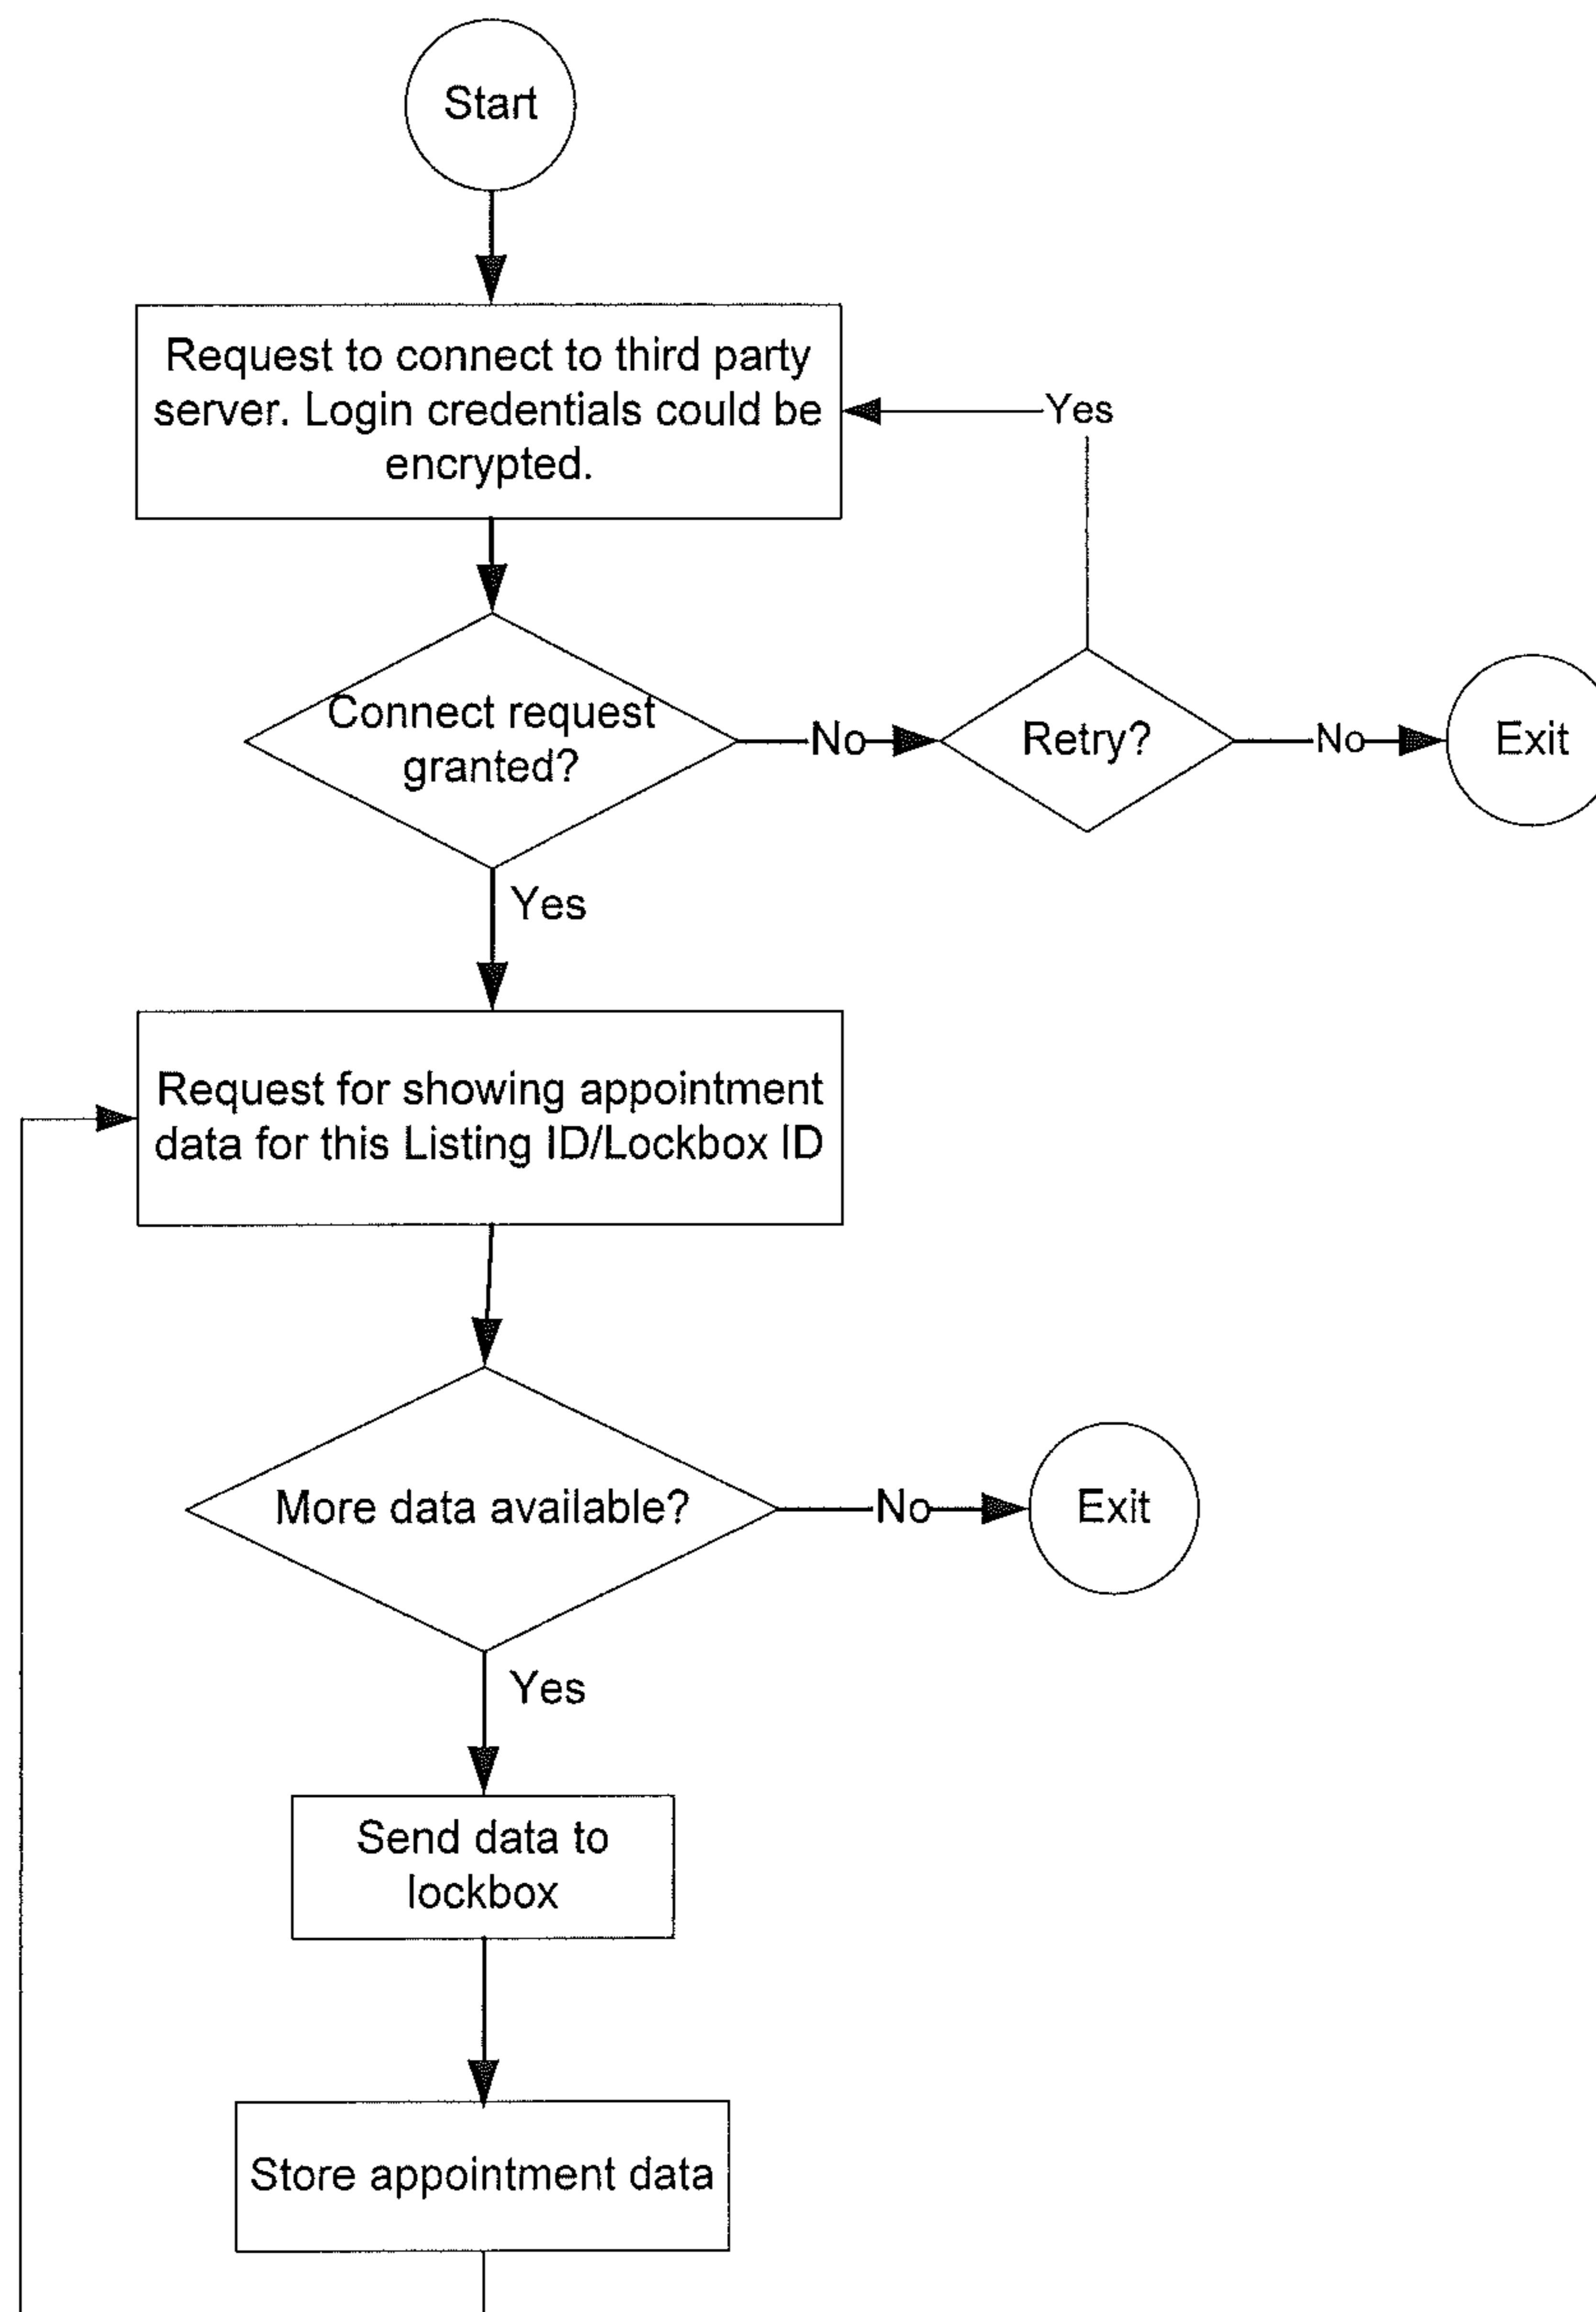 Start
Request to connect to third party
server. Login credentials could be
encrypted.
Yes
Connect request
granted?
No
Retry?
No
Exit
Yes
Request for showing appointment
data for this Listing ID/Lockbox ID
More data available?
No
Exit
Yes
Send data to
lockbox
Store appointment data